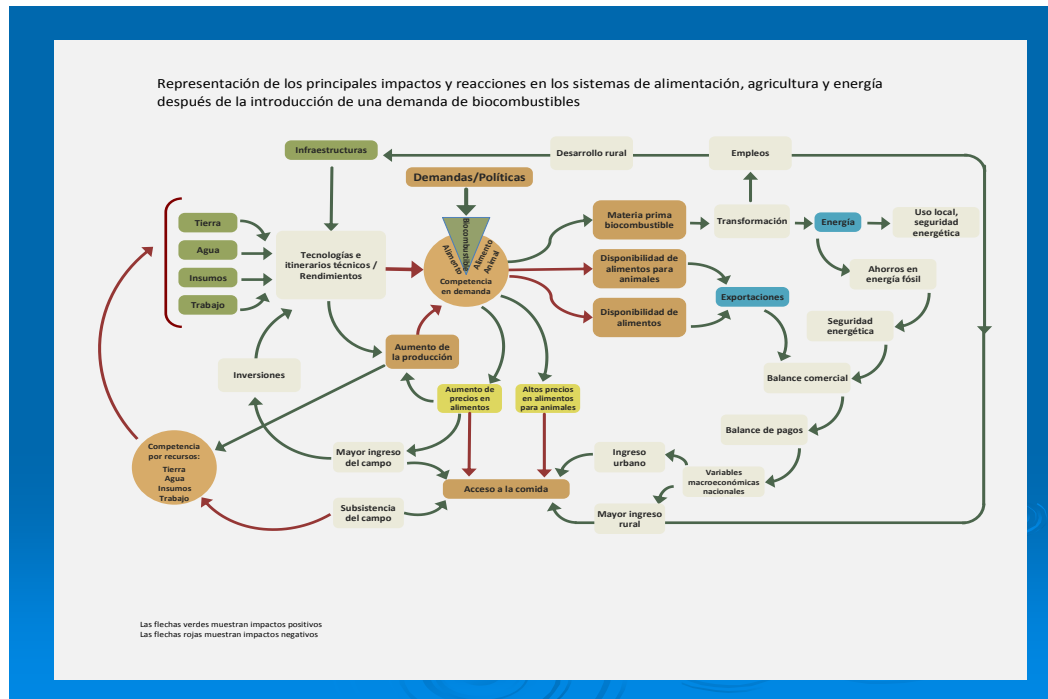 Representación de los principales impactos y reacciones en los sistemas de alimentación, agricultura y energía
después de la introducción de una demanda de biocombustibles
Infraestructuras
Desarrollo rural
Empleos
Demandas/Políticas
Tierra
Agua
Insumos
Trabajo
Tecnologías e
itinerarios técnicos /
Rendimientos
Biocombustible
Alimento
Alimento
Animal
Competencia
en demanda
Materia prima
biocombustible
Transformación
Energía
Uso local,
seguridad
energética
Disponibilidad de
alimentos para
animales
Exportaciones
Ahorros en
energía fósil
Disponibilidad de
alimentos
Seguridad
energética
Aumento de
la producción
Inversiones
Aumento de
precios en
alimentos
Altos precios
en alimentos
para animales
Balance comercial
Balance de pagos
Competencia
por recursos:
Tierra
Agua
Insumos
Trabajo
Mayor ingreso
del campo
Ingreso
urbano
Variables
macroeconómicas
nacionales
Acceso a la comida
Subsistencia
del campo
Mayor ingreso
rural
Las flechas verdes muestran impactos positivos
Las flechas rojas muestran impactos negativos